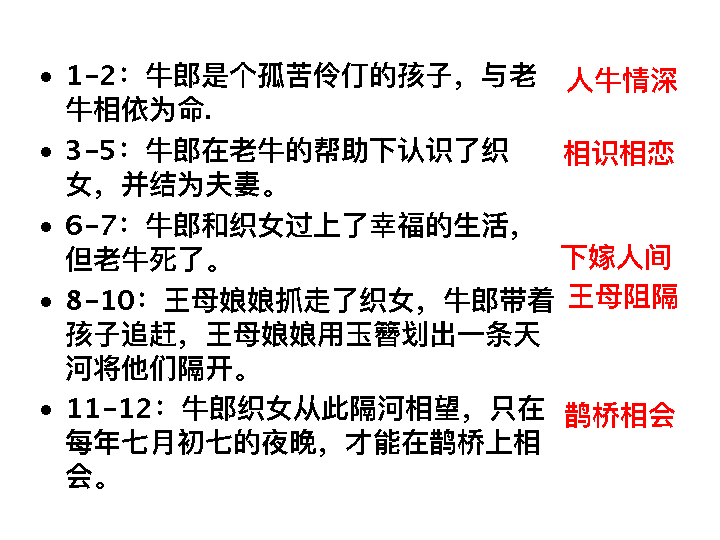 • 1-2：牛郎是个孤苦伶仃的孩子，与老
牛相依为命.
人牛情深
• 3-5：牛郎在老牛的帮助下认识了织
女，并结为夫妻。
相识相恋
• 6-7：牛郎和织女过上了幸福的生活，
但老牛死了。
下嫁人间
• 8-10：王母娘娘抓走了织女，牛郎带着
孩子追赶，王母娘娘用玉簪划出一条天
河将他们隔开。
王母阻隔
• 11-12：牛郎织女从此隔河相望，只在
每年七月初七的夜晚，才能在鹊桥上相
会。
鹊桥相会